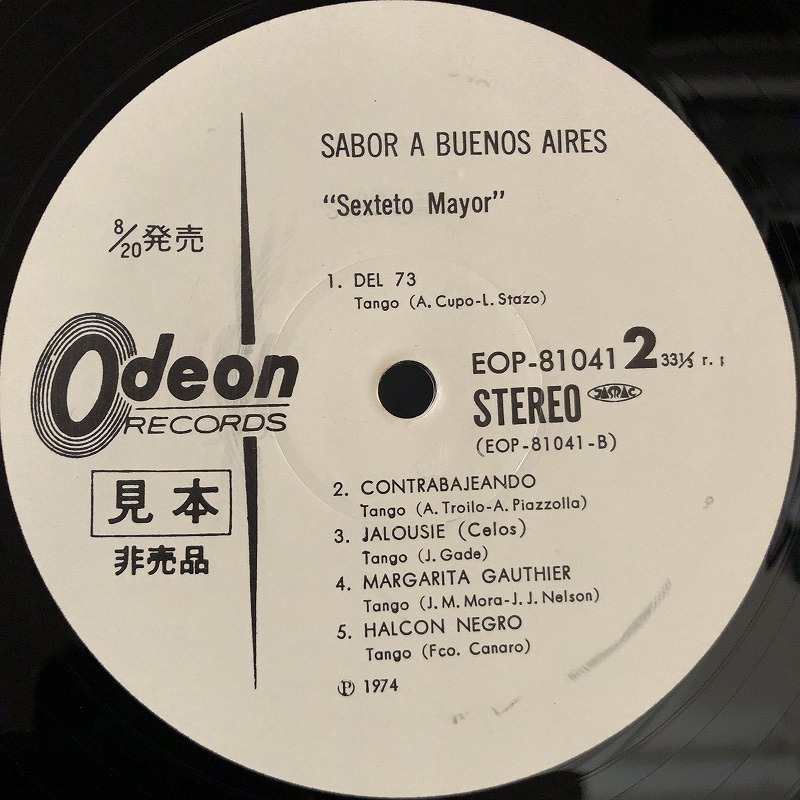 SABOR A BUENOS AIRES
"Sexteto Mayor"
8/20発売
1. DEL 73
Tango (A. Cupo-L. Stazo)
Odeon
RECORDS
EOP-81041 2 33⅓ r.
STEREO JASRAC
(EOP-81041-B)
見本
非売品
2. CONTRABAJEANDO
Tango (A. Troilo-A. Piazzolla)
3. JALOUSIE (Celos)
Tango (J. Gade)
4. MARGARITA GAUTHIER
Tango (J. M. Mora-J. J. Nelson)
5. HALCON NEGRO
Tango (Fco. Canaro)
℗ 1974